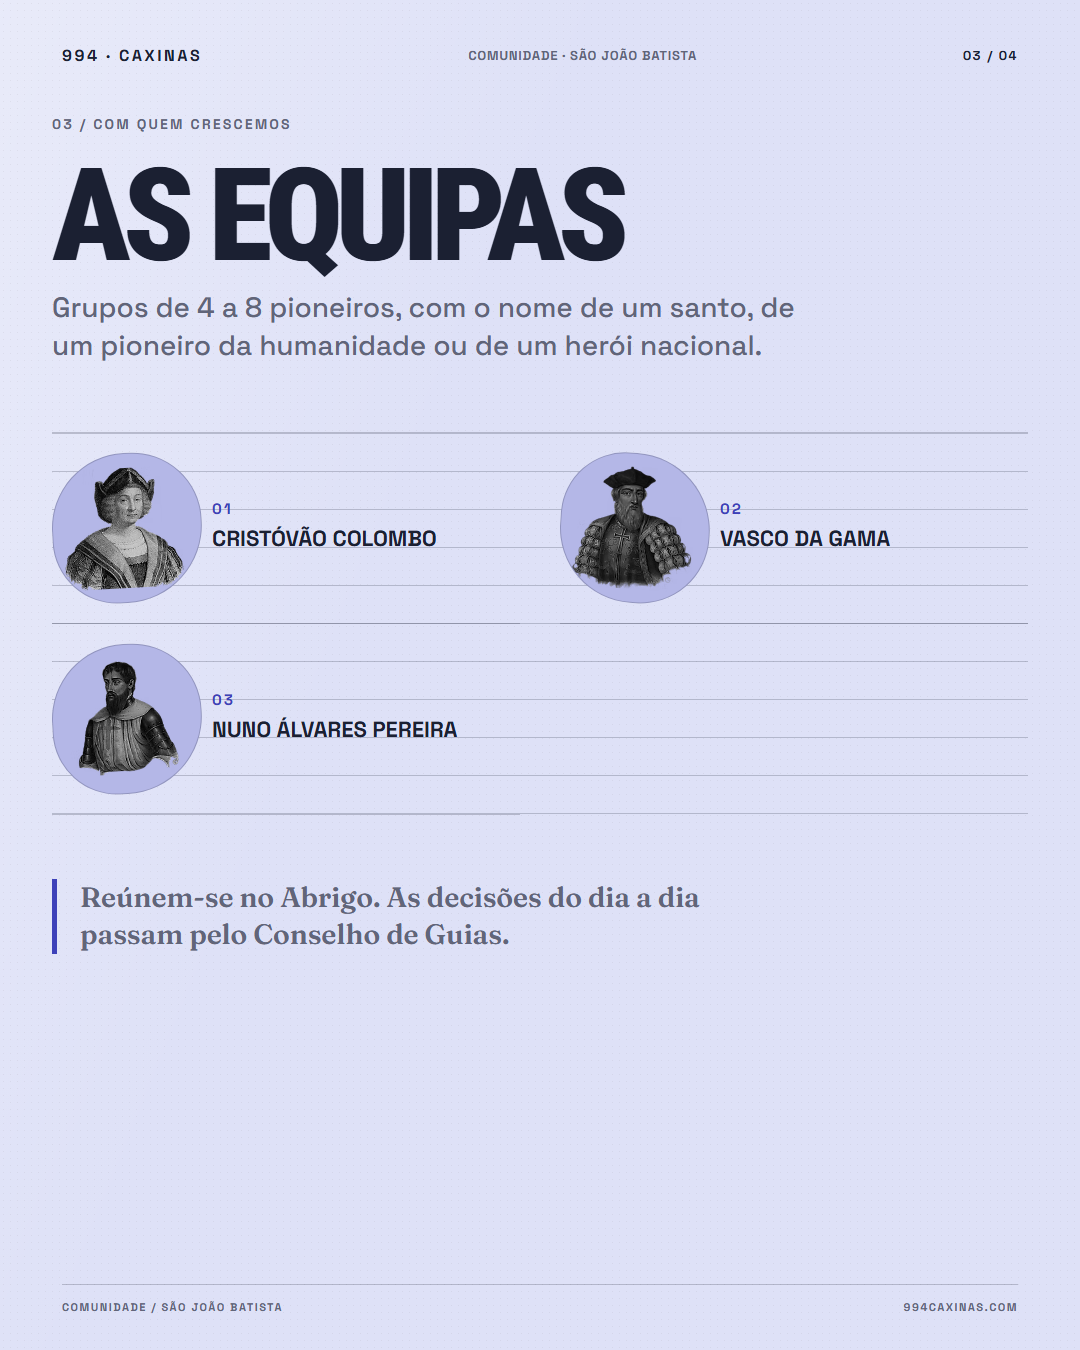 994 · CAXINAS
COMUNIDADE · SÃO JOÃO BATISTA
03 / 04
03 / COM QUEM CRESCEMOS
AS EQUIPAS
Grupos de 4 a 8 pioneiros, com o nome de um santo, de
um pioneiro da humanidade ou de um herói nacional.
01
CRISTÓVÃO COLOMBO
02
VASCO DA GAMA
03
NUNO ÁLVARES PEREIRA
Reúnem-se no Abrigo. As decisões do dia a dia
passam pelo Conselho de Guias.
COMUNIDADE / SÃO JOÃO BATISTA
994CAXINAS.COM